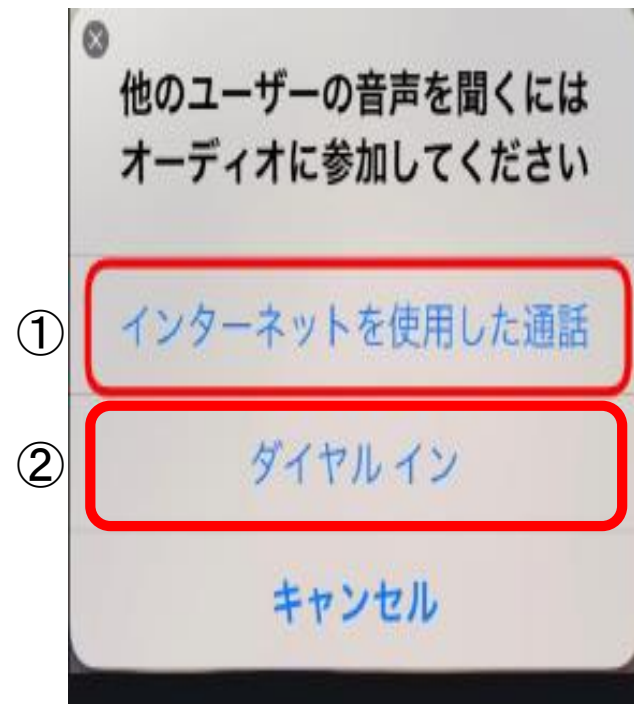 他のユーザーの音声を聞くには
オーディオに参加してください
① インターネットを使用した通話
② ダイヤル イン
キャンセル